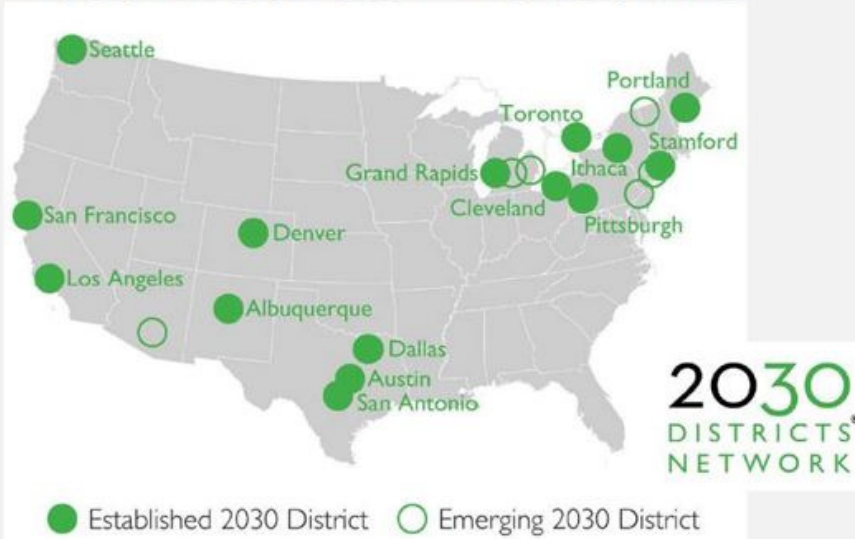 Seattle
Portland
Toronto
Stamford
Grand Rapids
Ithaca
Cleveland
Pittsburgh
San Francisco
Denver
Los Angeles
Albuquerque
Dallas
Austin
San Antonio
2030
DISTRICTS®
NETWORK
Established 2030 District
Emerging 2030 District